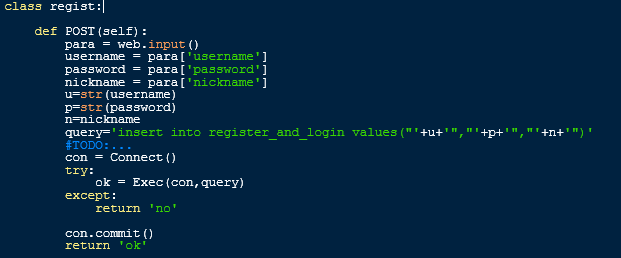 class regist:
def POST(self):
para = web.input()
username = para['username']
password = para['password']
nickname = para['nickname']
u=str(username)
p=str(password)
n=nickname
query='insert into register_and_login values("'+u+'","'+p+'","'+n+'")'
#TODO:...
con = Connect()
try:
ok = Exec(con,query)
except:
return 'no'
con.commit()
return 'ok'